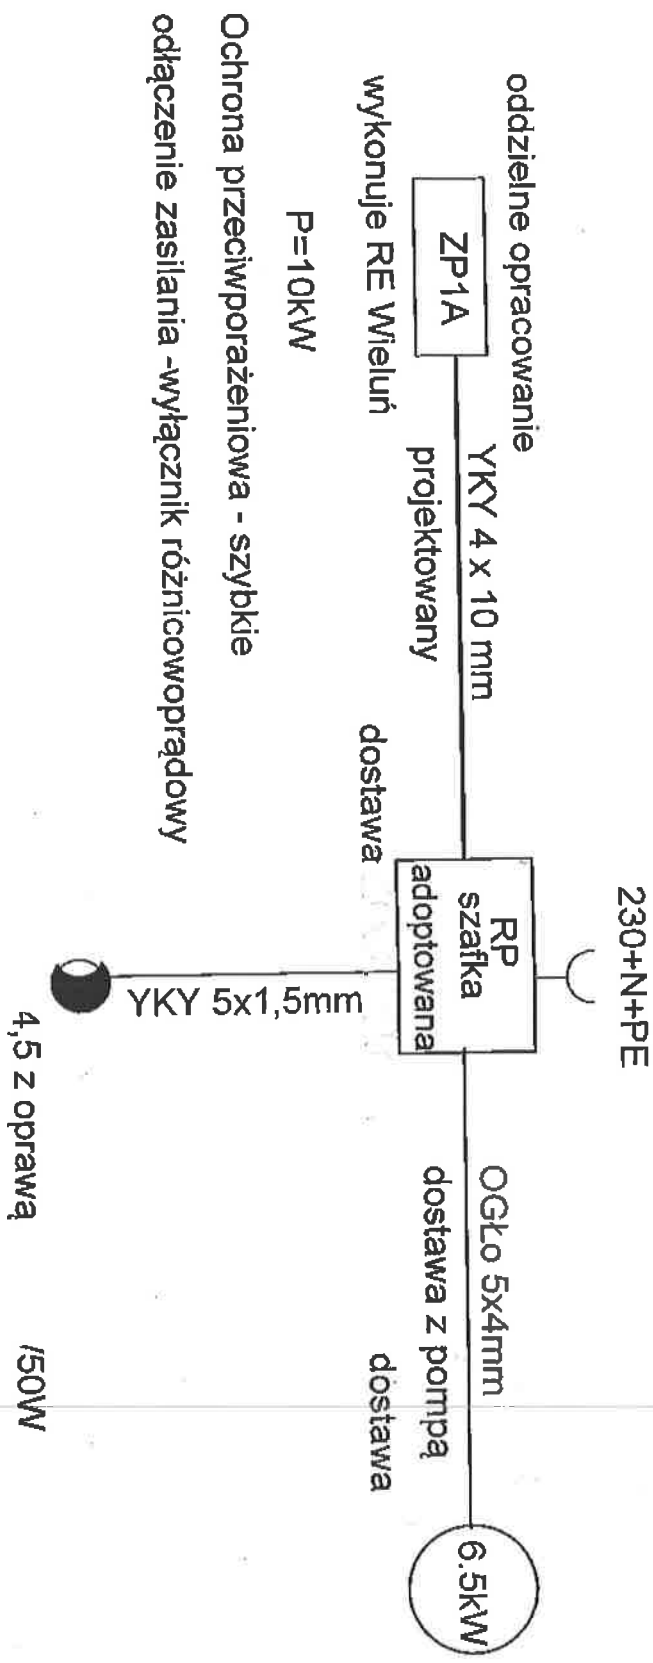 230+N+PE
oddzielne opracowanie
ZP1A
wykonuje RE Wieluń
YKY 4 x 10 mm
projektowany
dostawa
RP
szafka
adoptowana
OGŁo 5x4mm
dostawa z pompą
dostawa
6.5kW
P=10kW
YKY 5x1,5mm
Ochrona przeciwporażeniowa - szybkie
odłączenie zasilania -wyłącznik różnicowoprądowy
4,5 z oprawą /50W